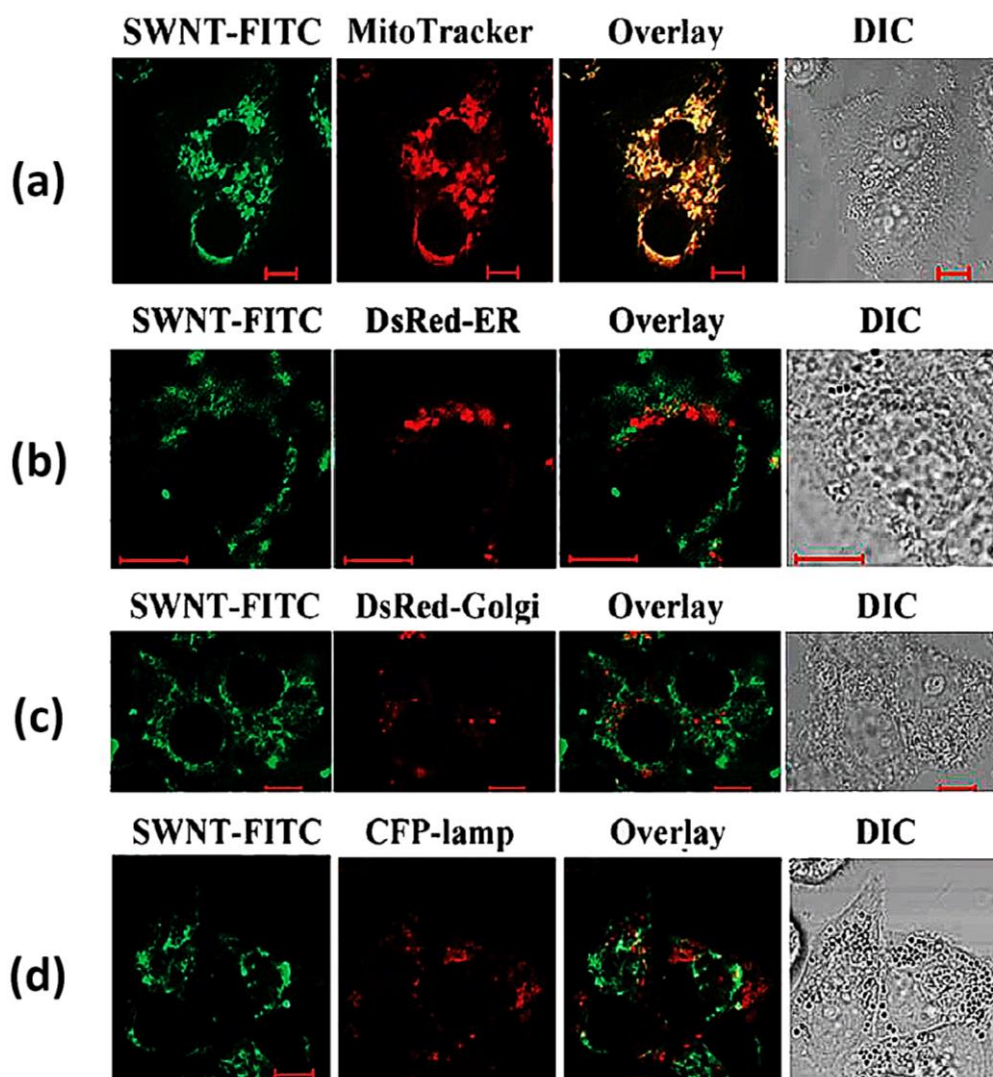 SWNT-FITC MitoTracker Overlay DIC
(a)
SWNT-FITC DsRed-ER Overlay DIC
(b)
SWNT-FITC DsRed-Golgi Overlay DIC
(c)
SWNT-FITC CFP-lamp Overlay DIC
(d)